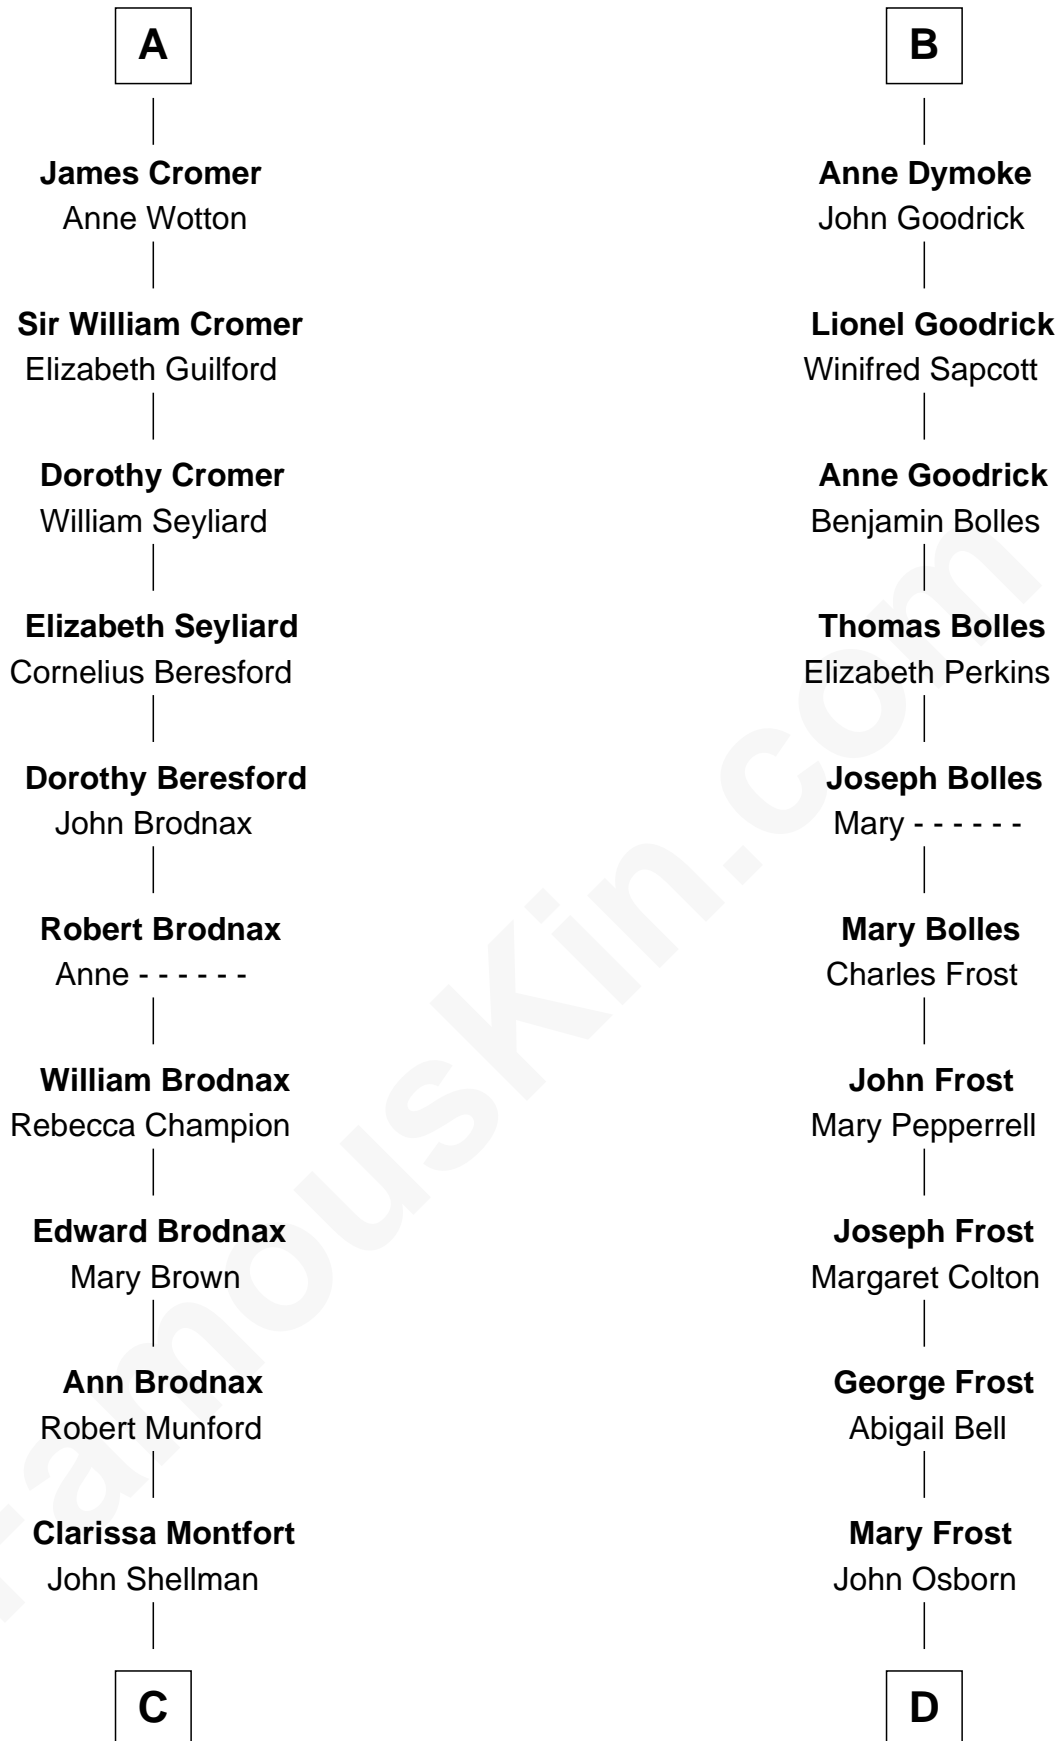 A
James Cromer
Anne Wotton
Sir William Cromer
Elizabeth Guilford
Dorothy Cromer
William Seyliard
Elizabeth Seyliard
Cornelius Beresford
Dorothy Beresford
John Brodnax
Robert Brodnax
Anne - - - - - -
William Brodnax
Rebecca Champion
Edward Brodnax
Mary Brown
Ann Brodnax
Robert Munford
Clarissa Montfort
John Shellman
C
B
Anne Dymoke
John Goodrick
Lionel Goodrick
Winifred Sapcott
Anne Goodrick
Benjamin Bolles
Thomas Bolles
Elizabeth Perkins
Joseph Bolles
Mary - - - - - -
Mary Bolles
Charles Frost
John Frost
Mary Pepperrell
Joseph Frost
Margaret Colton
George Frost
Abigail Bell
Mary Frost
John Osborn
D
FamousKin.com